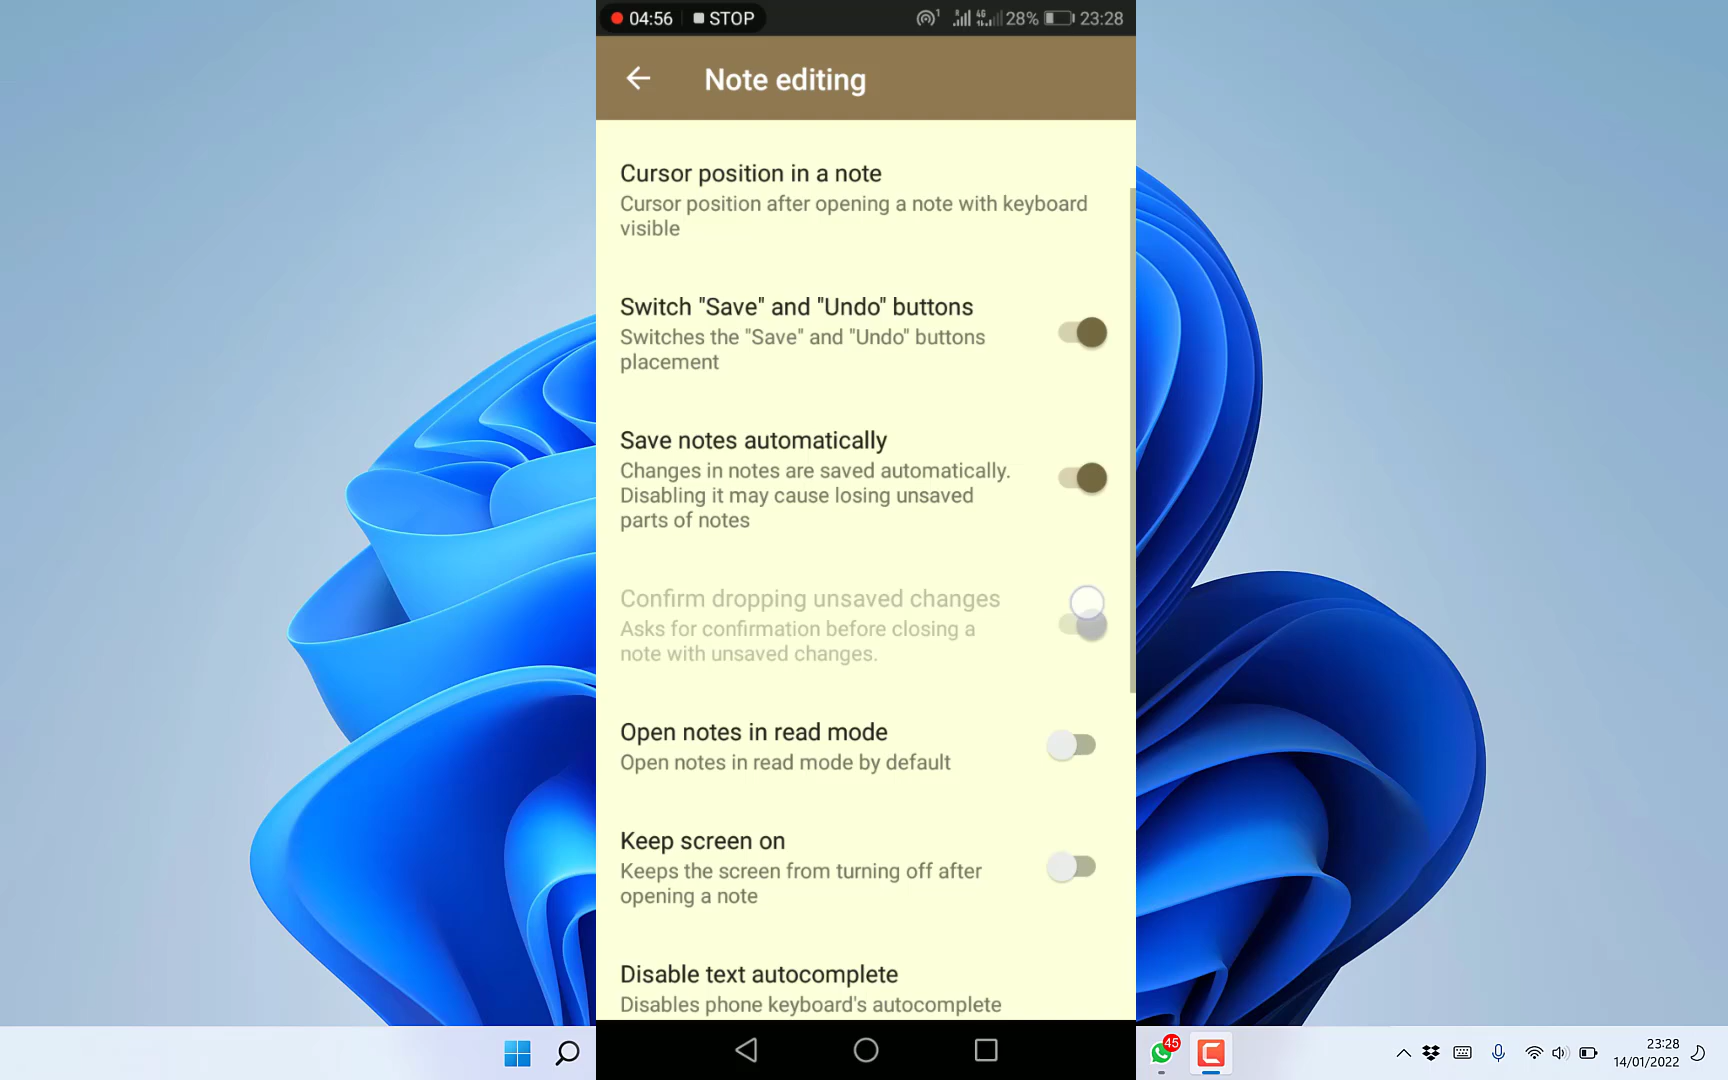 04:56 STOP
1 4G 28% 23:28
Note editing
Cursor position in a note
Cursor position after opening a note with keyboard
visible
Switch "Save" and "Undo" buttons
Switches the "Save" and "Undo" buttons
placement
Save notes automatically
Changes in notes are saved automatically.
Disabling it may cause losing unsaved
parts of notes
Confirm dropping unsaved changes
Asks for confirmation before closing a
note with unsaved changes.
Open notes in read mode
Open notes in read mode by default
Keep screen on
Keeps the screen from turning off after
opening a note
Disable text autocomplete
Disables phone keyboard's autocomplete
45
23:28
14/01/2022